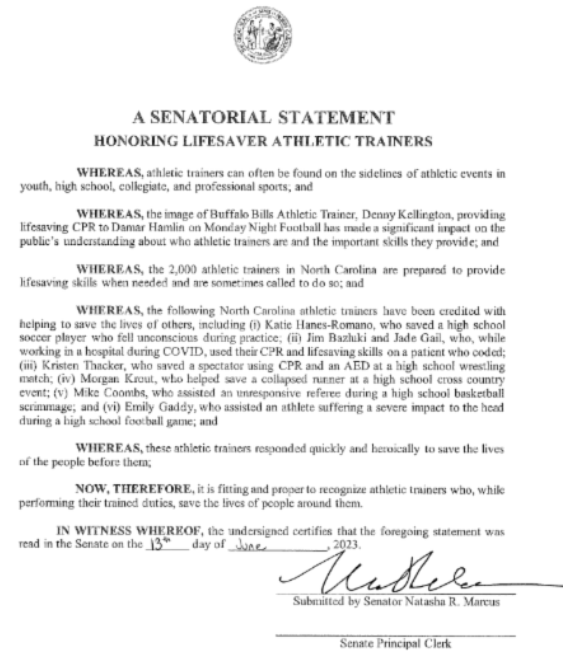 A SENATORIAL STATEMENT
HONORING LIFESAVER ATHLETIC TRAINERS
WHEREAS, athletic trainers can often be found on the sidelines of athletic events in
youth, high school, collegiate, and professional sports; and
WHEREAS, the image of Buffalo Bills Athletic Trainer, Denny Kellington, providing
lifesaving CPR to Damar Hamlin on Monday Night Football has made a significant impact on the
public's understanding about who athletic trainers are and the important skills they provide; and
WHEREAS, the 2,000 athletic trainers in North Carolina are prepared to provide
lifesaving skills when needed and are sometimes called to do so; and
WHEREAS, the following North Carolina athletic trainers have been credited with
helping to save the lives of others, including (i) Katie Hanes-Romano, who saved a high school
soccer player who fell unconscious during practice; (ii) Jim Bazluki and Jade Gail, who, while
working in a hospital during COVID, used their CPR and lifesaving skills on a patient who coded;
(iii) Kristen Thacker, who saved a spectator using CPR and an AED at a high school wrestling
match; (iv) Morgan Krout, who helped save a collapsed runner at a high school cross country
event; (v) Mike Coombs, who assisted an unresponsive referee during a high school basketball
scrimmage; and (vi) Emily Gaddy, who assisted an athlete suffering a severe impact to the head
during a high school football game; and
WHEREAS, these athletic trainers responded quickly and heroically to save the lives
of the people before them;
NOW, THEREFORE, it is fitting and proper to recognize athletic trainers who, while
performing their trained duties, save the lives of people around them.
IN WITNESS WHEREOF, the undersigned certifies that the foregoing statement was
read in the Senate on the 13th day of June, 2023.
Submitted by Senator Natasha R. Marcus
Senate Principal Clerk